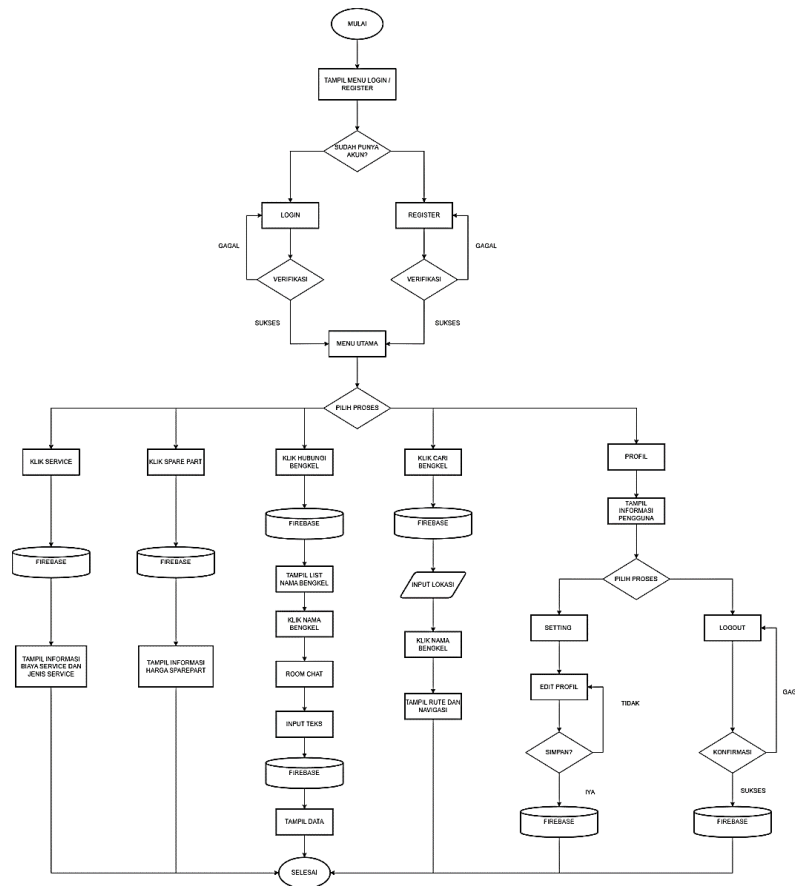 MULAI
TAMPIL MENU LOGIN /
REGISTER
SUDAH PUNYA
AKUN?
LOGIN
REGISTER
GAGAL
GAGAL
VERIFIKASI
VERIFIKASI
SUKSES
SUKSES
MENU UTAMA
PILIH PROSES
KLIK SERVICE
KLIK SPARE PART
KLIK HUBUNGI
BENGKEL
KLIK CARI
BENGKEL
PROFIL
TAMPIL
INFORMASI
PENGGUNA
FIREBASE
FIREBASE
FIREBASE
FIREBASE
TAMPIL LIST
NAMA BENGKEL
INPUT LOKASI
PILIH PROSES
KLIK NAMA
BENGKEL
KLIK NAMA
BENGKEL
SETTING
LOGOUT
TAMPIL INFORMASI
BIAYA SERVICE DAN
JENIS SERVICE
TAMPIL INFORMASI
HARGA SPAREPART
ROOM CHAT
TAMPIL RUTE DAN
NAVIGASI
EDIT PROFIL
TIDAK
GAG
INPUT TEKS
SIMPAN?
KONFIRMASI
FIREBASE
IYA
SUKSES
TAMPIL DATA
FIREBASE
FIREBASE
SELESAI